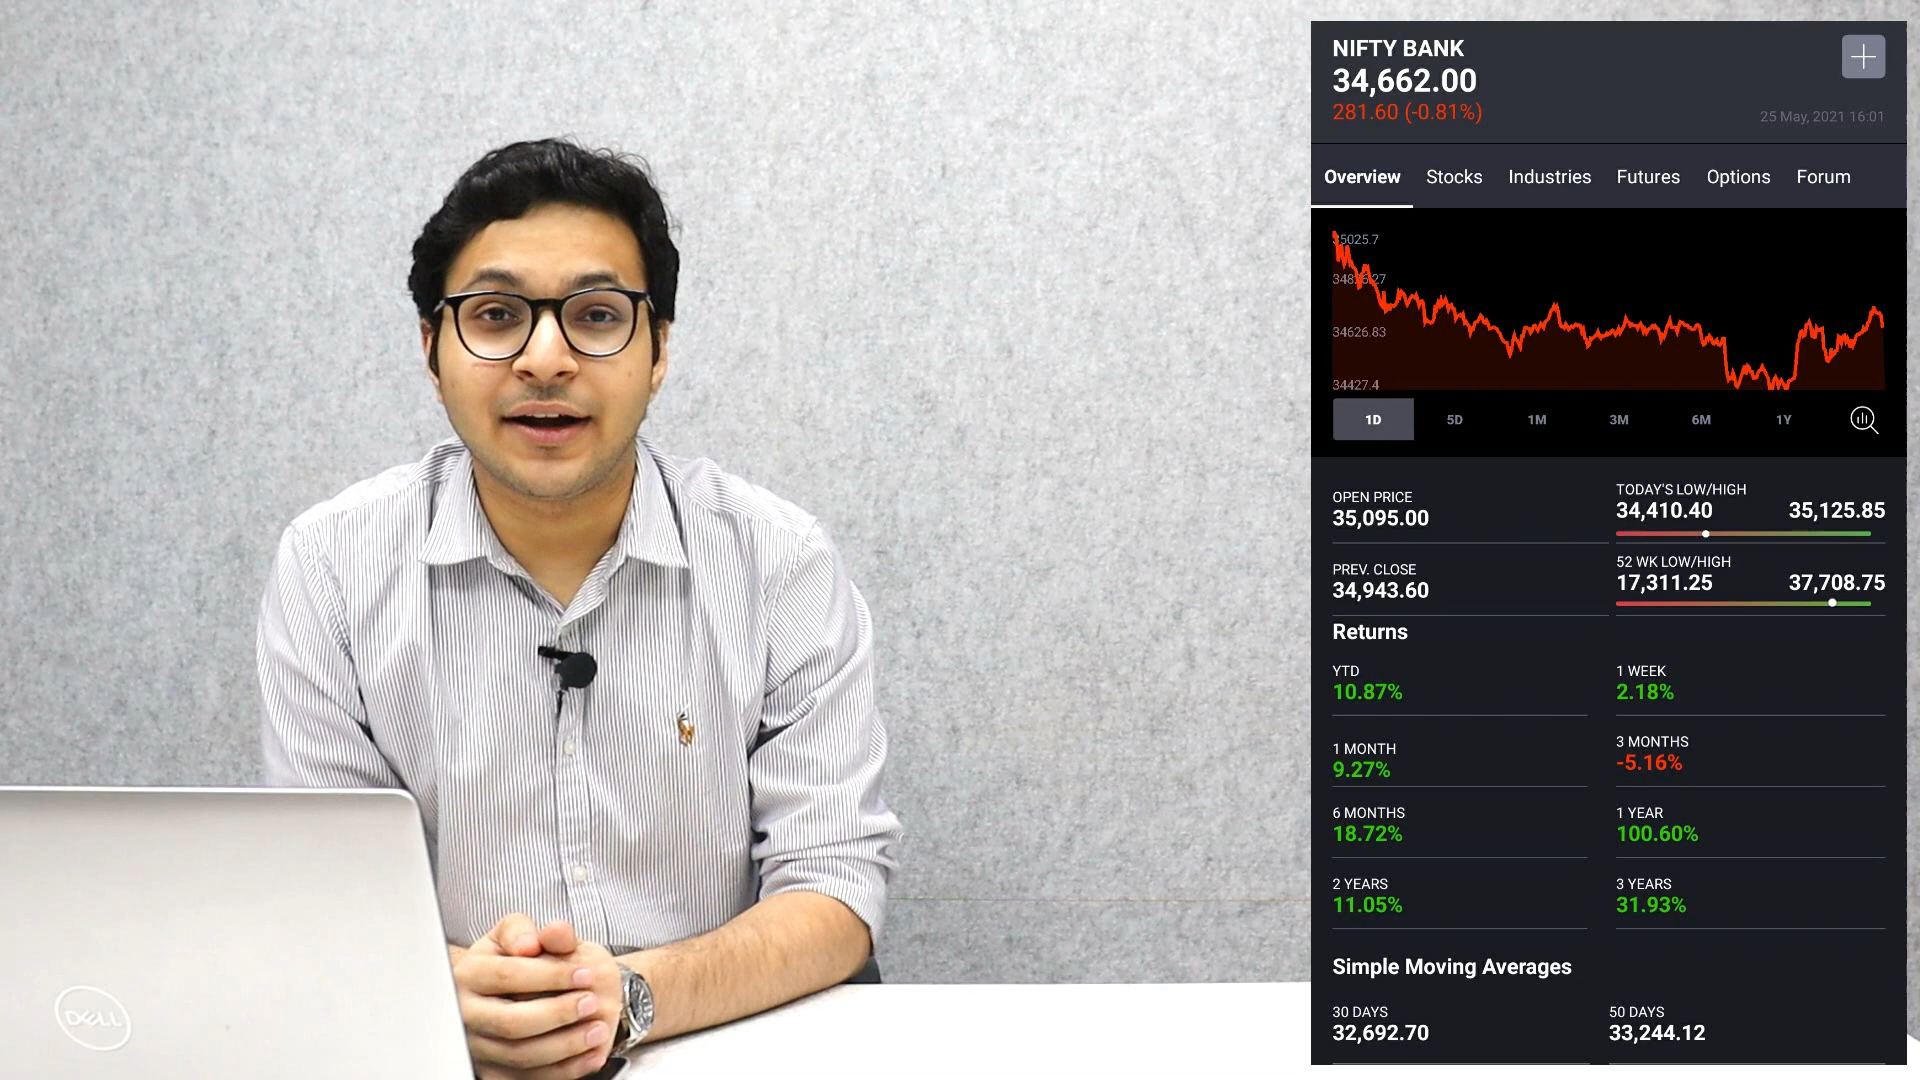 NIFTY BANK
34,662.00
281.60 (-0.81%)
25 May, 2021 16:01
Overview Stocks Industries Futures Options Forum
35025.7
34826.27
34626.83
34427.4
1D 5D 1M 3M 6M 1Y
OPEN PRICE
35,095.00
TODAY'S LOW/HIGH
34,410.40 35,125.85
PREV. CLOSE
34,943.60
52 WK LOW/HIGH
17,311.25 37,708.75
Returns
YTD
10.87%
1 WEEK
2.18%
1 MONTH
9.27%
3 MONTHS
-5.16%
6 MONTHS
18.72%
1 YEAR
100.60%
2 YEARS
11.05%
3 YEARS
31.93%
Simple Moving Averages
30 DAYS
32,692.70
50 DAYS
33,244.12
DELL